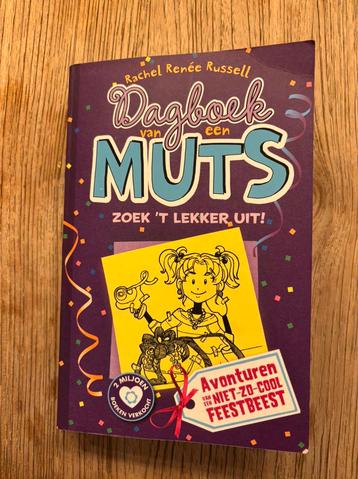 Rachel Renée Russell
Dagboek
van een
MUTS
ZOEK 'T LEKKER UIT!
2 MILJOEN
BOEKEN VERKOCHT
Avonturen
VAN EEN
NIET-ZO-COOL
FEESTBEEST